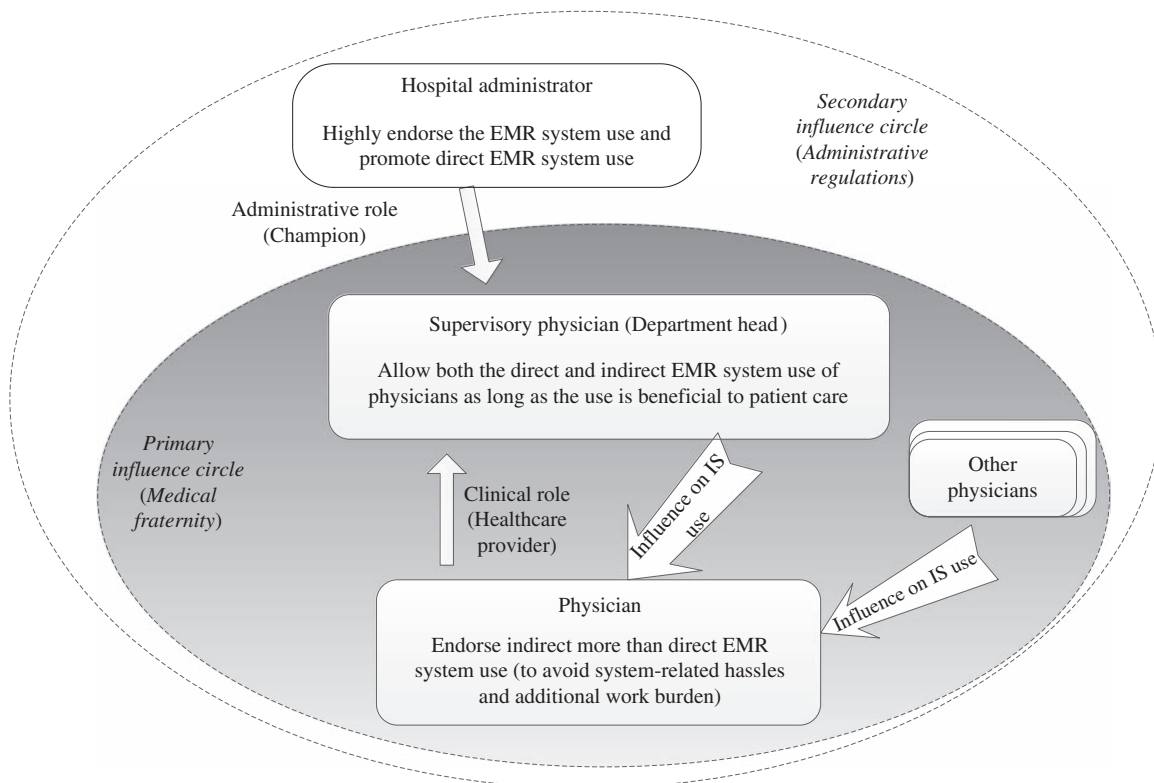 Hospital administrator
Highly endorse the EMR system use and
promote direct EMR system use
Secondary
influence circle
(Administrative
regulations)
Administrative role
(Champion)
Supervisory physician (Department head)
Allow both the direct and indirect EMR system use of
physicians as long as the use is beneficial to patient care
Primary
influence circle
(Medical
fraternity)
Clinical role
(Healthcare
provider)
Influence on IS
use
Other
physicians
Influence on IS use
Physician
Endorse indirect more than direct EMR
system use (to avoid system-related hassles
and additional work burden)